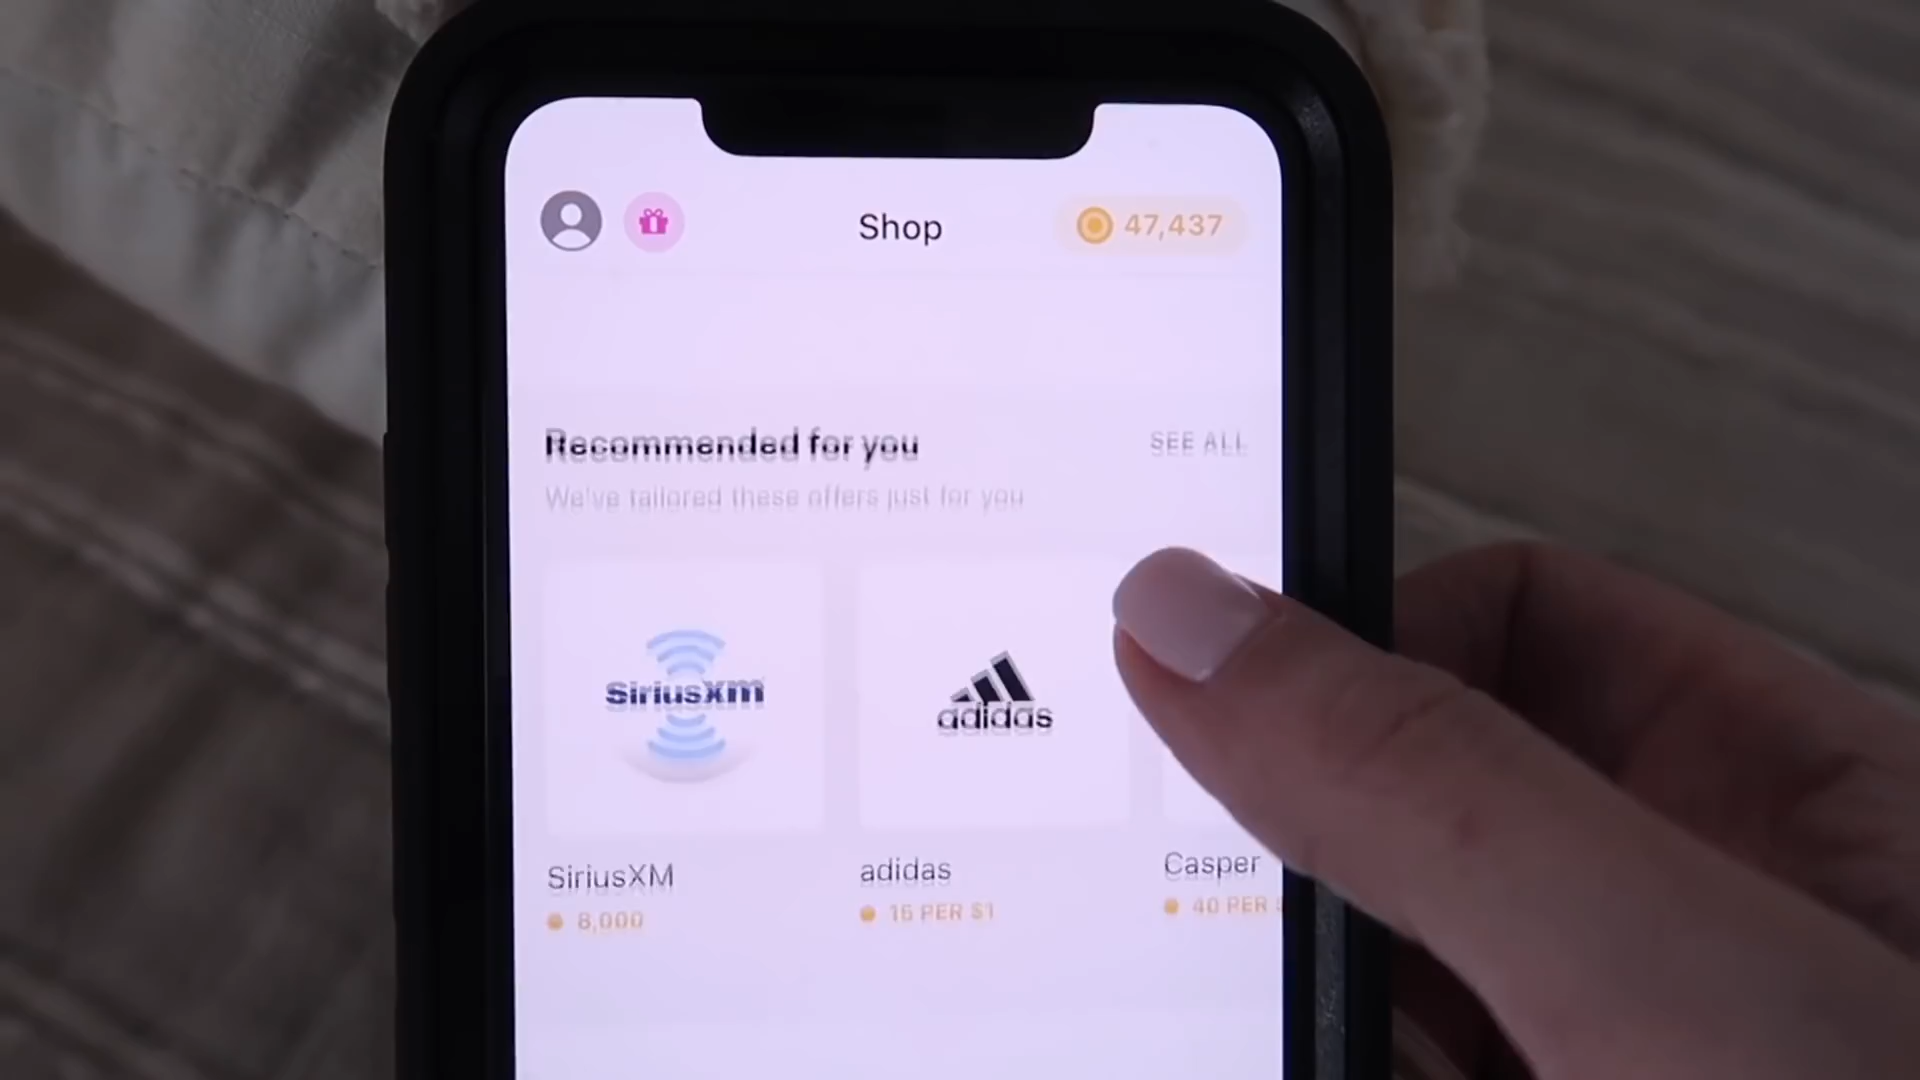 Shop
47,437
Recommended for you
SEE ALL
We've tailored these offers just for you
SiriusXM
adidas
SiriusXM
adidas
Casper
8,000
15 PER $1
40 PER